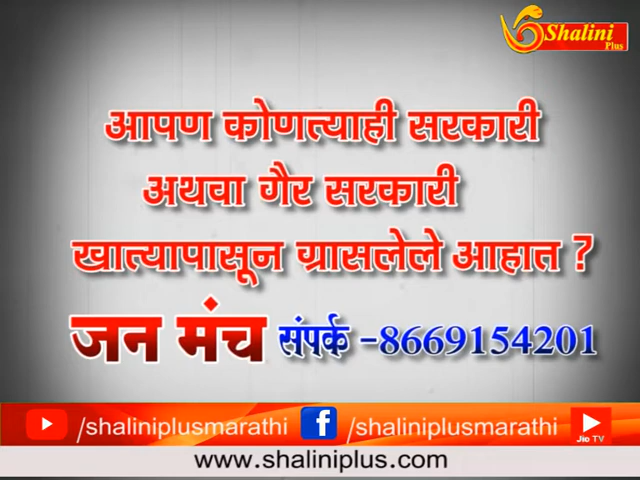 Shalini
Plus
आपण कोणत्याही सरकारी
अथवा गैर सरकारी
खात्यापासून ग्रासलेले आहात ?
जन मंच संपर्क -8669154201
/shaliniplusmarathi /shaliniplusmarathi
Jio TV
www.shaliniplus.com